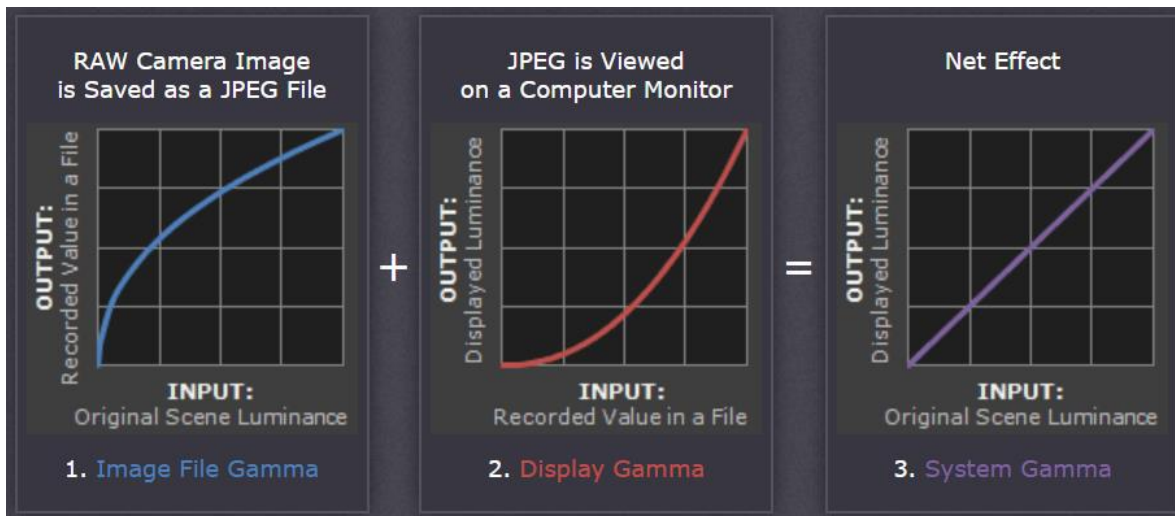 RAW Camera Image
is Saved as a JPEG File
OUTPUT:
Recorded Value in a File
INPUT:
Original Scene Luminance
1. Image File Gamma
+
JPEG is Viewed
on a Computer Monitor
OUTPUT:
Displayed Luminance
INPUT:
Recorded Value in a File
2. Display Gamma
=
Net Effect
OUTPUT:
Displayed Luminance
INPUT:
Original Scene Luminance
3. System Gamma